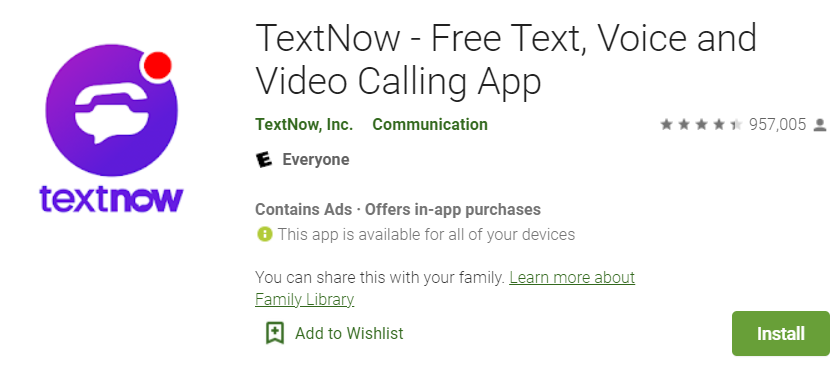 TextNow - Free Text, Voice and
Video Calling App
TextNow, Inc. Communication
957,005
E Everyone
textnow
Contains Ads · Offers in-app purchases
This app is available for all of your devices
You can share this with your family. Learn more about
Family Library
Add to Wishlist
Install